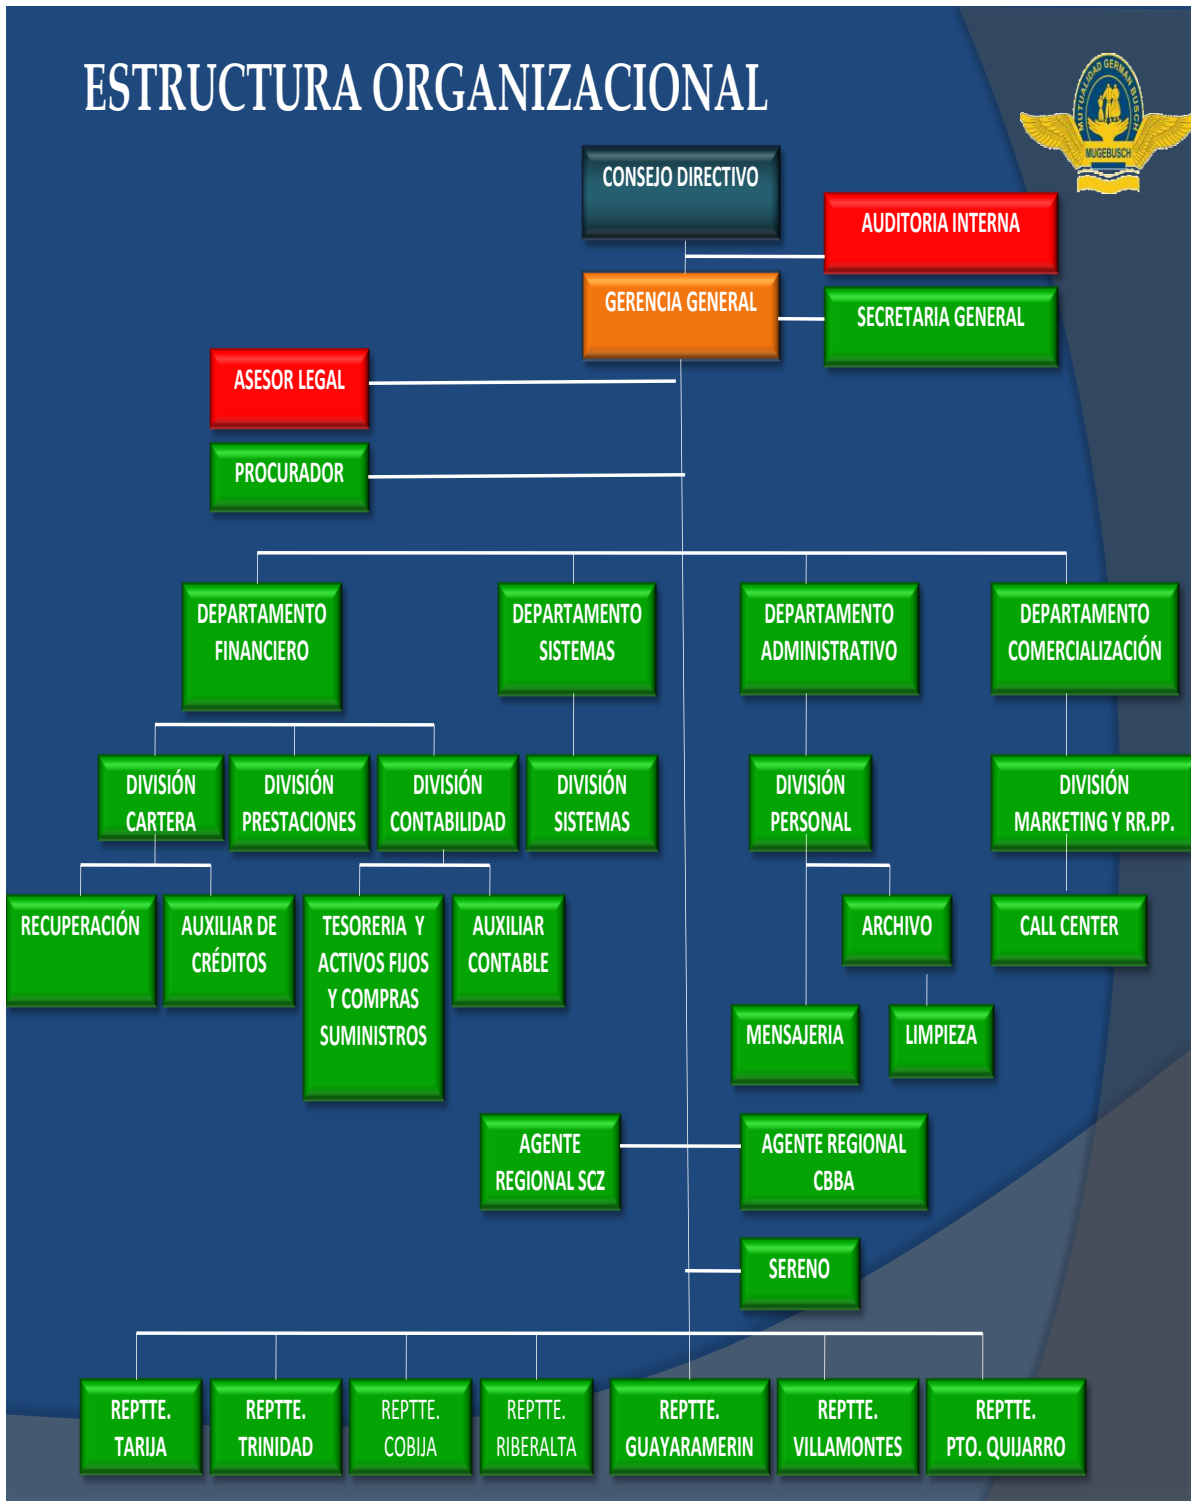 ESTRUCTURA ORGANIZACIONAL
MUTUALIDAD GERMAN BUSCH
MUGEBUSCH
CONSEJO DIRECTIVO
AUDITORIA INTERNA
GERENCIA GENERAL
SECRETARIA GENERAL
ASESOR LEGAL
PROCURADOR
DEPARTAMENTO
FINANCIERO
DEPARTAMENTO
SISTEMAS
DEPARTAMENTO
ADMINISTRATIVO
DEPARTAMENTO
COMERCIALIZACIÓN
DIVISIÓN
CARTERA
DIVISIÓN
PRESTACIONES
DIVISIÓN
CONTABILIDAD
DIVISIÓN
SISTEMAS
DIVISIÓN
PERSONAL
DIVISIÓN
MARKETING Y RR.PP.
RECUPERACIÓN
AUXILIAR DE
CRÉDITOS
TESORERIA Y
ACTIVOS FIJOS
Y COMPRAS
SUMINISTROS
AUXILIAR
CONTABLE
ARCHIVO
CALL CENTER
MENSAJERIA
LIMPIEZA
AGENTE
REGIONAL SCZ
AGENTE REGIONAL
CBBA
SERENO
REPTTE.
TARIJA
REPTTE.
TRINIDAD
REPTTE.
COBIJA
REPTTE.
RIBERALTA
REPTTE.
GUAYARAMERIN
REPTTE.
VILLAMONTES
REPTTE.
PTO. QUIJARRO